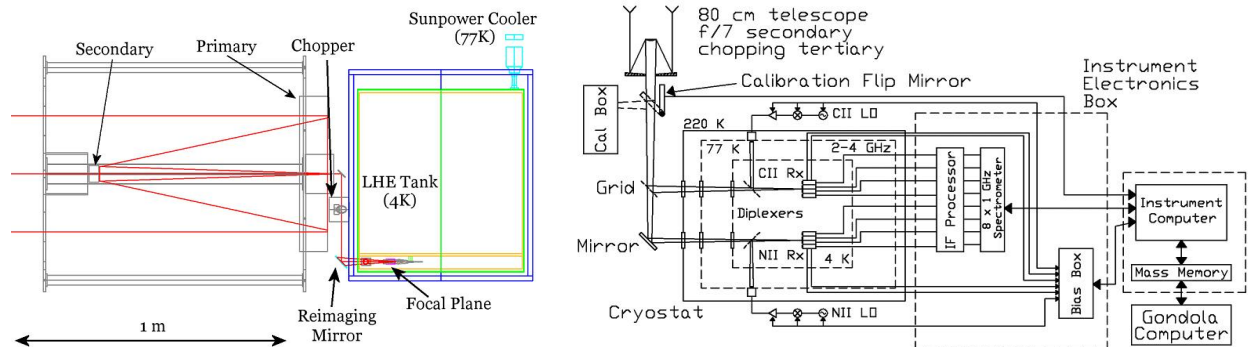 Sunpower Cooler
(77K)
Secondary
Primary
Chopper
LHE Tank
(4K)
Focal Plane
Reimaging
Mirror
1 m
80 cm telescope
f/7 secondary
chopping tertiary
Calibration Flip Mirror
Instrument
Electronics
Box
Cal Box
CII LO
220 K
77 K
2-4 GHz
CII Rx
Grid
Diplexers
Mirror
NII Rx
4 K
IF Processor
8 x 1 GHz
Spectrometer
Instrument
Computer
Mass Memory
Bias Box
Gondola
Computer
Cryostat
NII LO